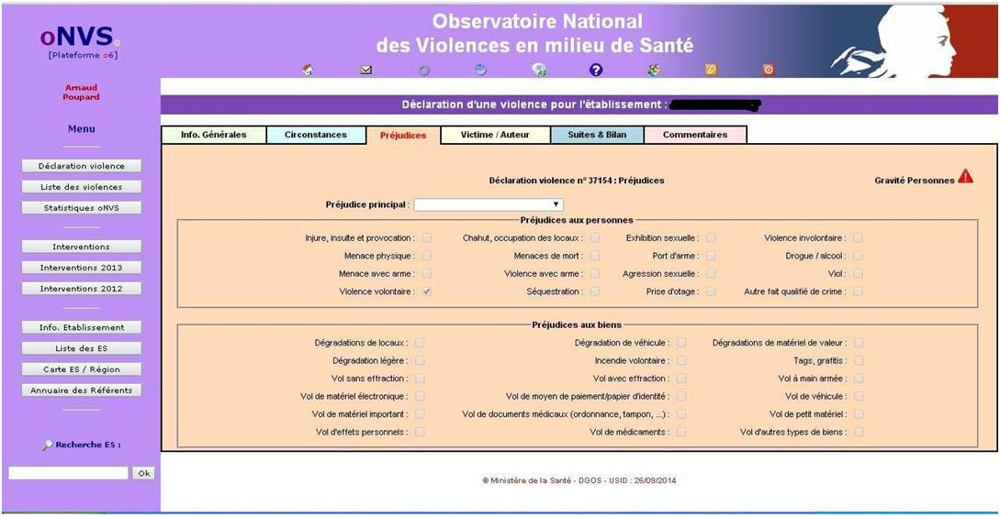 oNVS©
[Plateforme o6]
Observatoire National
des Violences en milieu de Santé
Arnaud
Poupard
Menu
Déclaration violence
Liste des violences
Statistiques oNVS
Interventions
Interventions 2013
Interventions 2012
Info. Etablissement
Liste des ES
Carte ES / Région
Annuaire des Référents
Recherche ES :
Ok
Déclaration d'une violence pour l'établissement :
Info. Générales Circonstances Préjudices Victime / Auteur Suites & Bilan Commentaires
Déclaration violence n° 37154 : Préjudices Gravité Personnes
Préjudice principal :
Préjudices aux personnes
Injure, insulte et provocation : Chahut, occupation des locaux : Exhibition sexuelle : Violence involontaire :
Menace physique : Menaces de mort : Port d'arme : Drogue / alcool :
Menace avec arme : Violence avec arme : Agression sexuelle : Viol :
Violence volontaire : Séquestration : Prise d'otage : Autre fait qualifié de crime :
Préjudices aux biens
Dégradations de locaux : Dégradation de véhicule : Dégradations de matériel de valeur :
Dégradation légère : Incendie volontaire : Tags, grafitis :
Vol sans effraction : Vol avec effraction : Vol à main armée :
Vol de matériel électronique : Vol de moyen de paiement/papier d'identité : Vol de véhicule :
Vol de matériel important : Vol de documents médicaux (ordonnance, tampon, ...) : Vol de petit matériel :
Vol d'effets personnels : Vol de médicaments : Vol d'autres types de biens :
© Ministère de la Santé - DGOS - USID : 26/09/2014